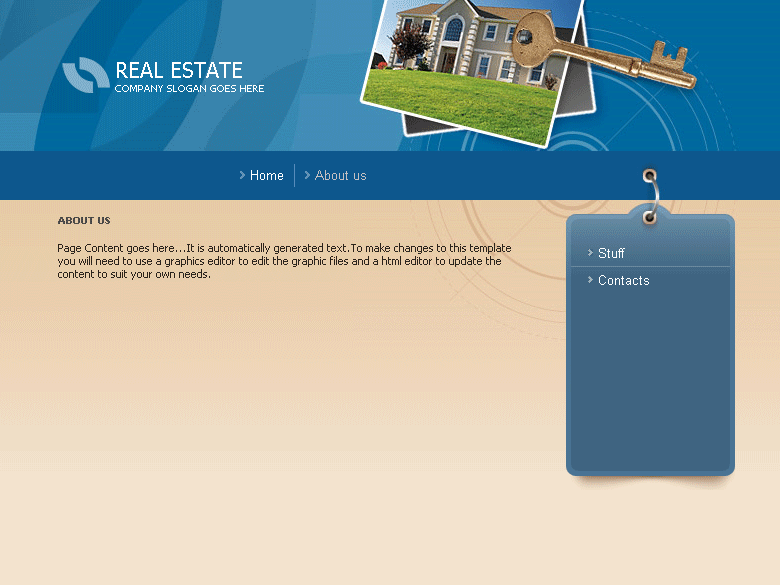 REAL ESTATE
COMPANY SLOGAN GOES HERE
Home
About us
ABOUT US
Page Content goes here...It is automatically generated text.To make changes to this template
you will need to use a graphics editor to edit the graphic files and a html editor to update the
content to suit your own needs.
Stuff
Contacts